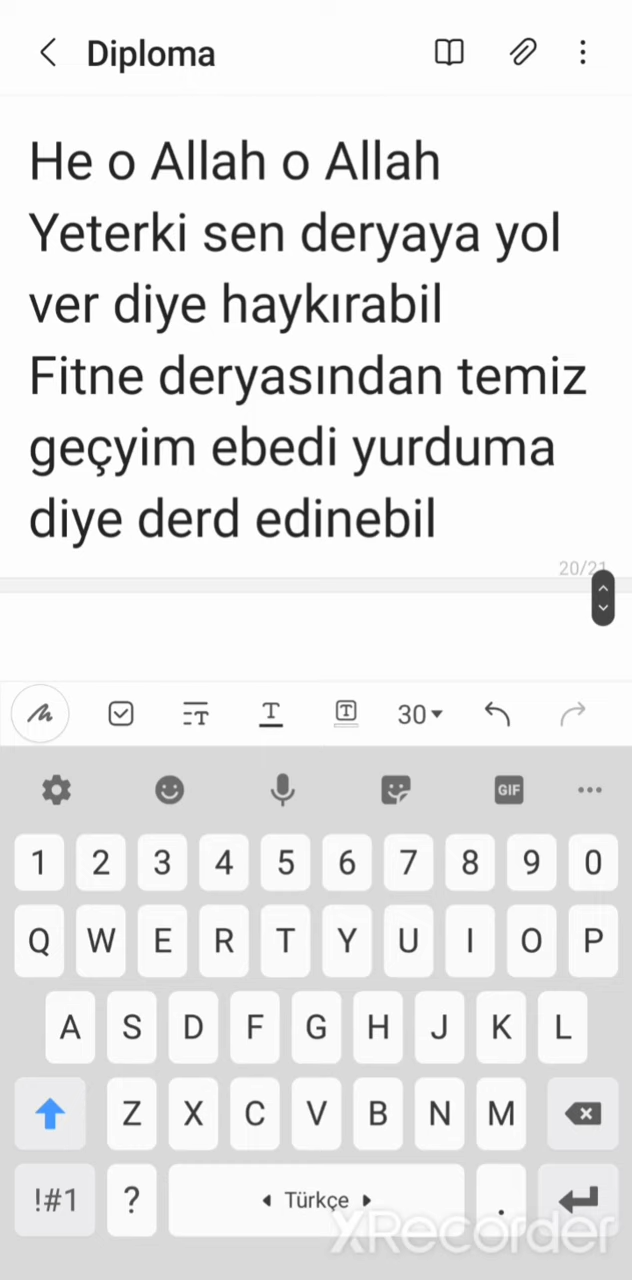 Diploma
He o Allah o Allah
Yeterki sen deryaya yol
ver diye haykırabil
Fitne deryasından temiz
geçyim ebedi yurduma
diye derd edinebil
20/21
T
T
T
30
GIF
1 2 3 4 5 6 7 8 9 0
Q W E R T Y U I O P
A S D F G H J K L
Z X C V B N M
!#1 ? Türkçe .
XRecorder